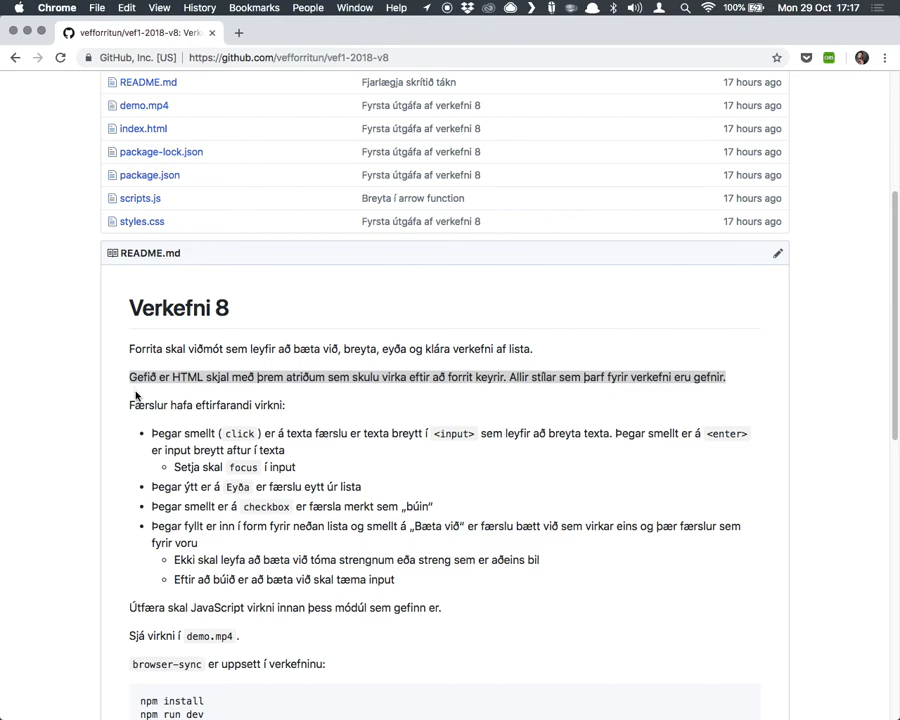 Chrome File Edit View History Bookmarks People Window Help 100% Mon 29 Oct 17:17
vefforritun/vef1-2018-v8: Verk
GitHub, Inc. [US] https://github.com/vefforritun/vef1-2018-v8
README.md Fjarlægja skrítið tákn 17 hours ago
demo.mp4 Fyrsta útgáfa af verkefni 8 17 hours ago
index.html Fyrsta útgáfa af verkefni 8 17 hours ago
package-lock.json Fyrsta útgáfa af verkefni 8 17 hours ago
package.json Fyrsta útgáfa af verkefni 8 17 hours ago
scripts.js Breyta í arrow function 17 hours ago
styles.css Fyrsta útgáfa af verkefni 8 17 hours ago
README.md
Verkefni 8
Forrita skal viðmót sem leyfir að bæta við, breyta, eyða og klára verkefni af lista.
Gefið er HTML skjal með þrem atriðum sem skulu virka eftir að forrit keyrir. Allir stílar sem þarf fyrir verkefni eru gefnir.
Færslur hafa eftirfarandi virkni:
• Þegar smellt ( click ) er á texta færslu er texta breytt í <input> sem leyfir að breyta texta. Þegar smellt er á <enter>
er input breytt aftur í texta
Setja skal focus í input
• Þegar ýtt er á Eyða er færslu eytt úr lista
• Þegar smellt er á checkbox er færsla merkt sem „búin“
• Þegar fyllt er inn í form fyrir neðan lista og smellt á „Bæta við“ er færslu bætt við sem virkar eins og þær færslur sem
fyrir voru
Ekki skal leyfa að bæta við tóma strengnum eða streng sem er aðeins bil
Eftir að búið er að bæta við skal tæma input
Útfæra skal JavaScript virkni innan þess módúl sem gefinn er.
Sjá virkni í demo.mp4 .
browser-sync er uppsett í verkefninu:
npm install
npm run dev